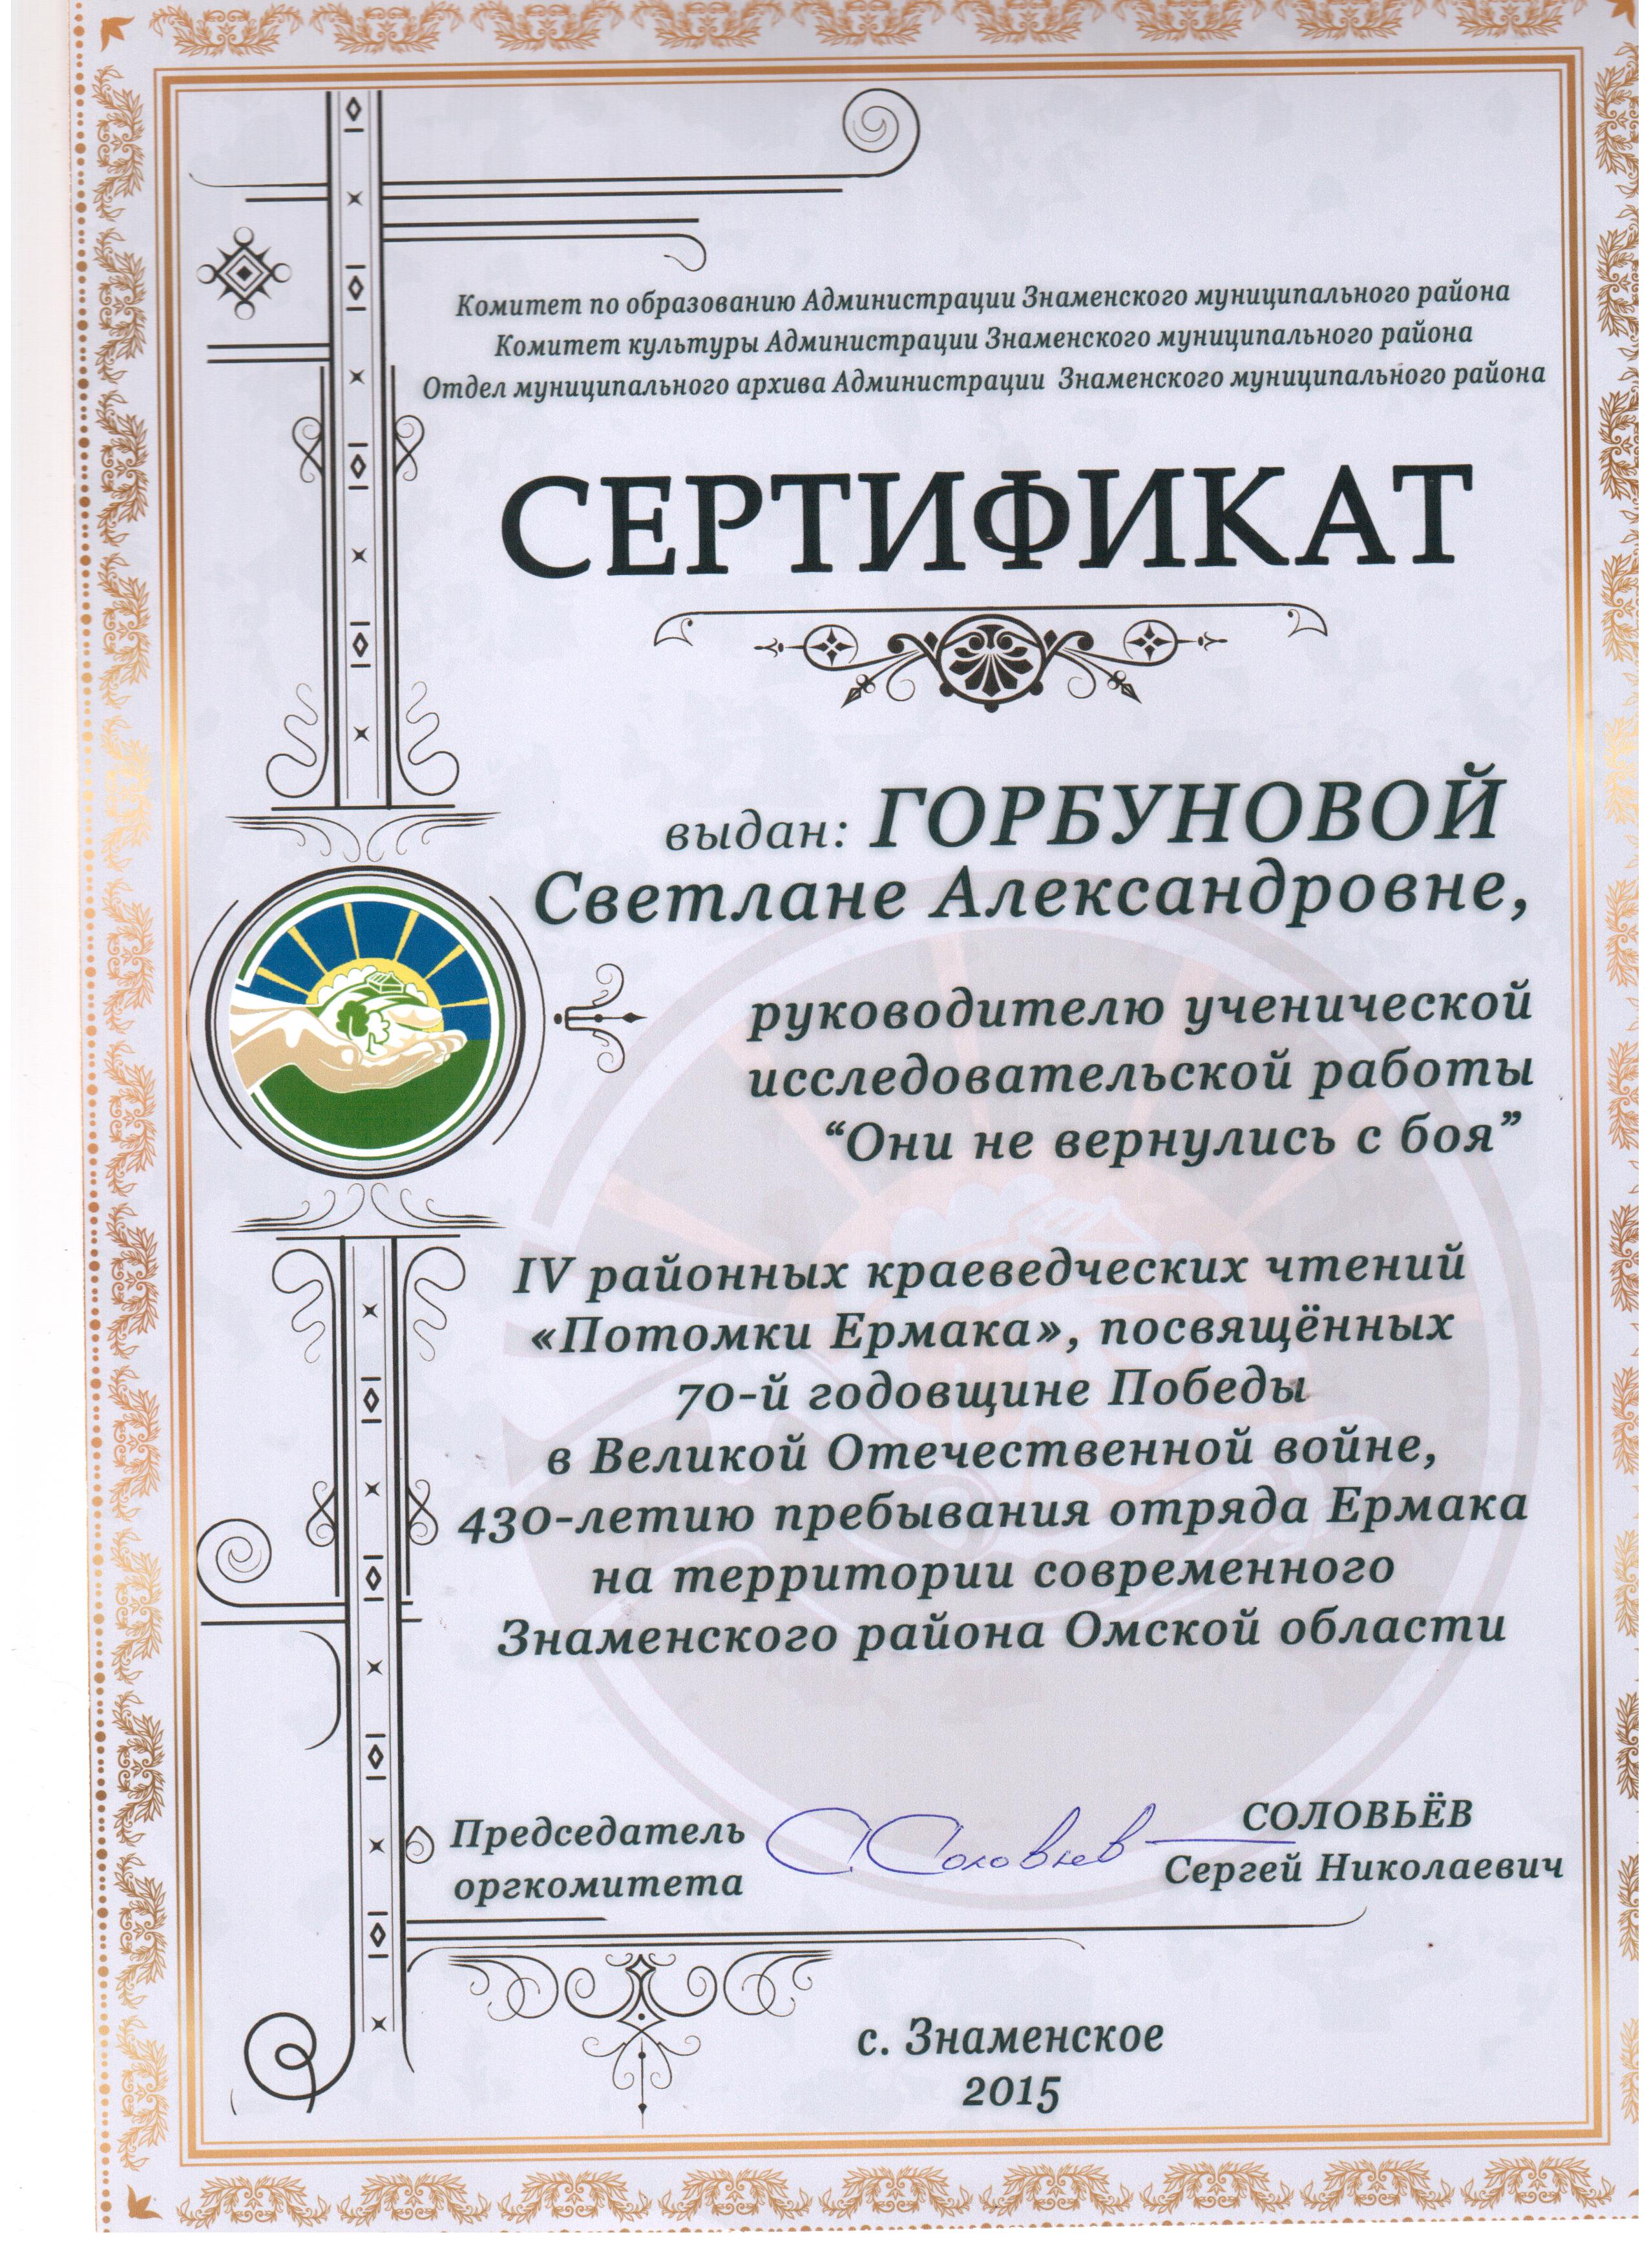 Комитет по образованию Администрации Знаменского муниципального района
Комитет культуры Администрации Знаменского муниципального района
Отдел муниципального архива Администрации Знаменского муниципального района
СЕРТИФИКАТ
выдан: ГОРБУНОВОЙ
Светлане Александровне,
руководителю ученической
исследовательской работы
“Они не вернулись с боя”
IV районных краеведческих чтений
«Потомки Ермака», посвящённых
70-й годовщине Победы
в Великой Отечественной войне,
430-летию пребывания отряда Ермака
на территории современного
Знаменского района Омской области
Председатель
оргкомитета
С. Соловьев
СОЛОВЬЁВ
Сергей Николаевич
с. Знаменское
2015